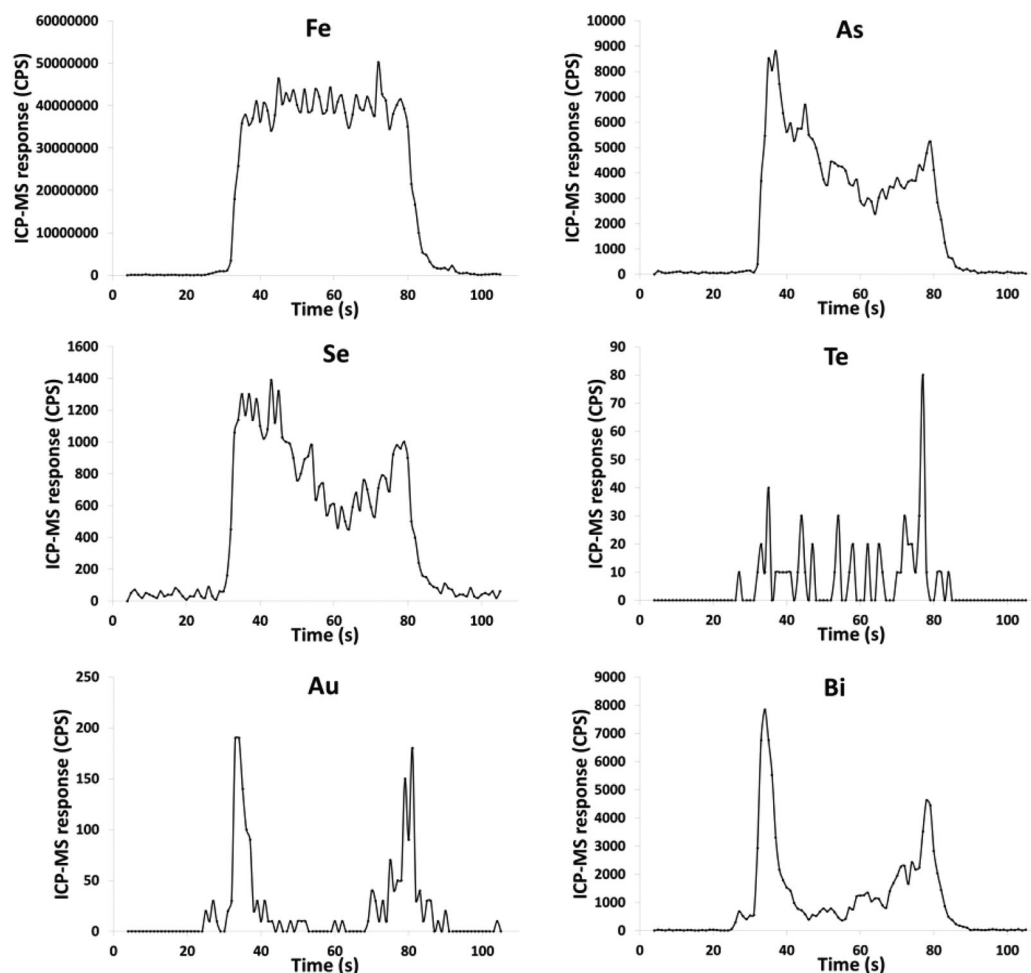 Fe
ICP-MS response (CPS)
60000000
50000000
40000000
30000000
20000000
10000000
0
0 20 40 60 80 100
Time (s)
As
ICP-MS response (CPS)
10000
9000
8000
7000
6000
5000
4000
3000
2000
1000
0
0 20 40 60 80 100
Time (s)
Se
ICP-MS response (CPS)
1600
1400
1200
1000
800
600
400
200
0
0 20 40 60 80 100
Time (s)
Te
ICP-MS response (CPS)
90
80
70
60
50
40
30
20
10
0
0 20 40 60 80 100
Time (s)
Au
ICP-MS response (CPS)
250
200
150
100
50
0
0 20 40 60 80 100
Time (s)
Bi
ICP-MS response (CPS)
9000
8000
7000
6000
5000
4000
3000
2000
1000
0
0 20 40 60 80 100
Time (s)